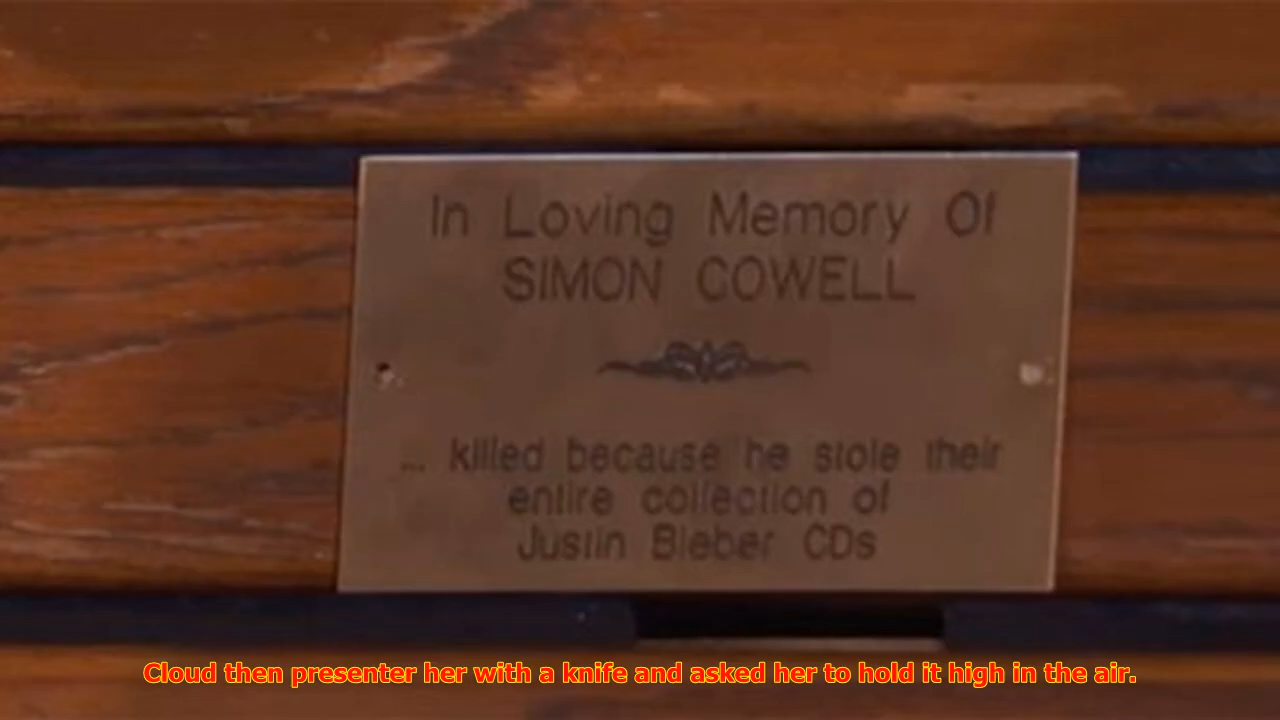 In Loving Memory Of
SIMON COWELL
... killed because he stole their
entire collection of
Justin Bieber CDs
Cloud then presenter her with a knife and asked her to hold it high in the air.